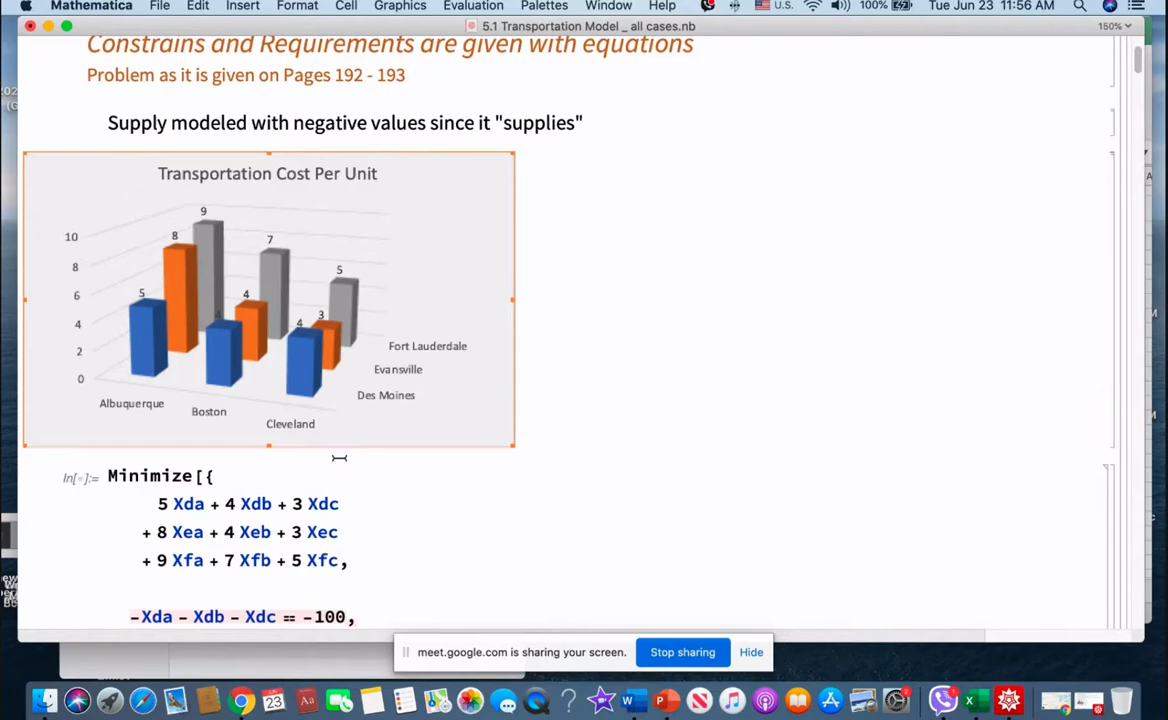 Mathematica File Edit Insert Format Cell Graphics Evaluation Palettes Window Help U.S. 100% Tue Jun 23 11:56 AM
5.1 Transportation Model _ all cases.nb 150%
Constrains and Requirements are given with equations
Problem as it is given on Pages 192 - 193
Supply modeled with negative values since it "supplies"
Transportation Cost Per Unit
9
8
7
5
5
4
4
4
3
10
8
6
4
2
0
Fort Lauderdale
Evansville
Des Moines
Albuquerque
Boston
Cleveland
In[ ]:= Minimize[{
5 Xda + 4 Xdb + 3 Xdc
+ 8 Xea + 4 Xeb + 3 Xec
+ 9 Xfa + 7 Xfb + 5 Xfc,
-Xda - Xdb - Xdc == -100,
meet.google.com is sharing your screen. Stop sharing Hide
23